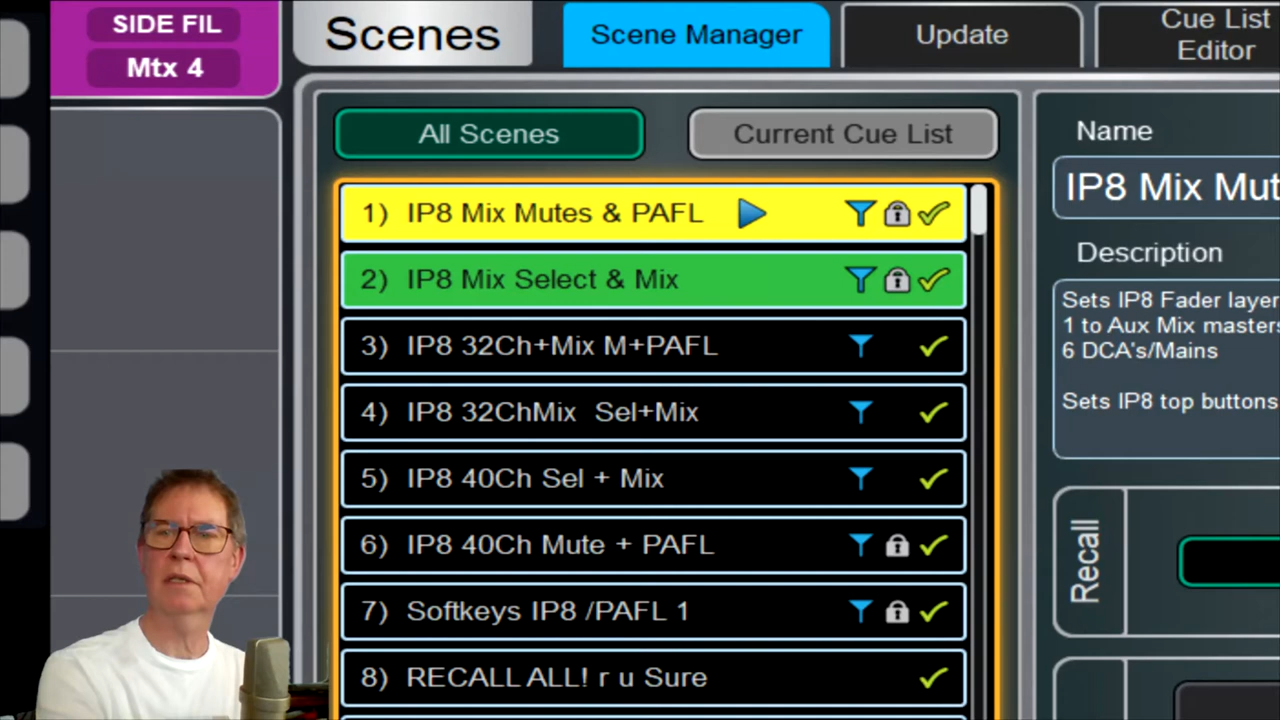 SIDE FIL
Mtx 4
Scenes
Scene Manager
Update
Cue List
Editor
All Scenes
Current Cue List
1) IP8 Mix Mutes & PAFL
2) IP8 Mix Select & Mix
3) IP8 32Ch+Mix M+PAFL
4) IP8 32ChMix  Sel+Mix
5) IP8 40Ch Sel + Mix
6) IP8 40Ch Mute + PAFL
7) Softkeys IP8 /PAFL 1
8) RECALL ALL! r u Sure
Name
IP8 Mix Mut
Description
Sets IP8 Fader layer
1 to Aux Mix masters
6 DCA's/Mains
Sets IP8 top buttons
Recall